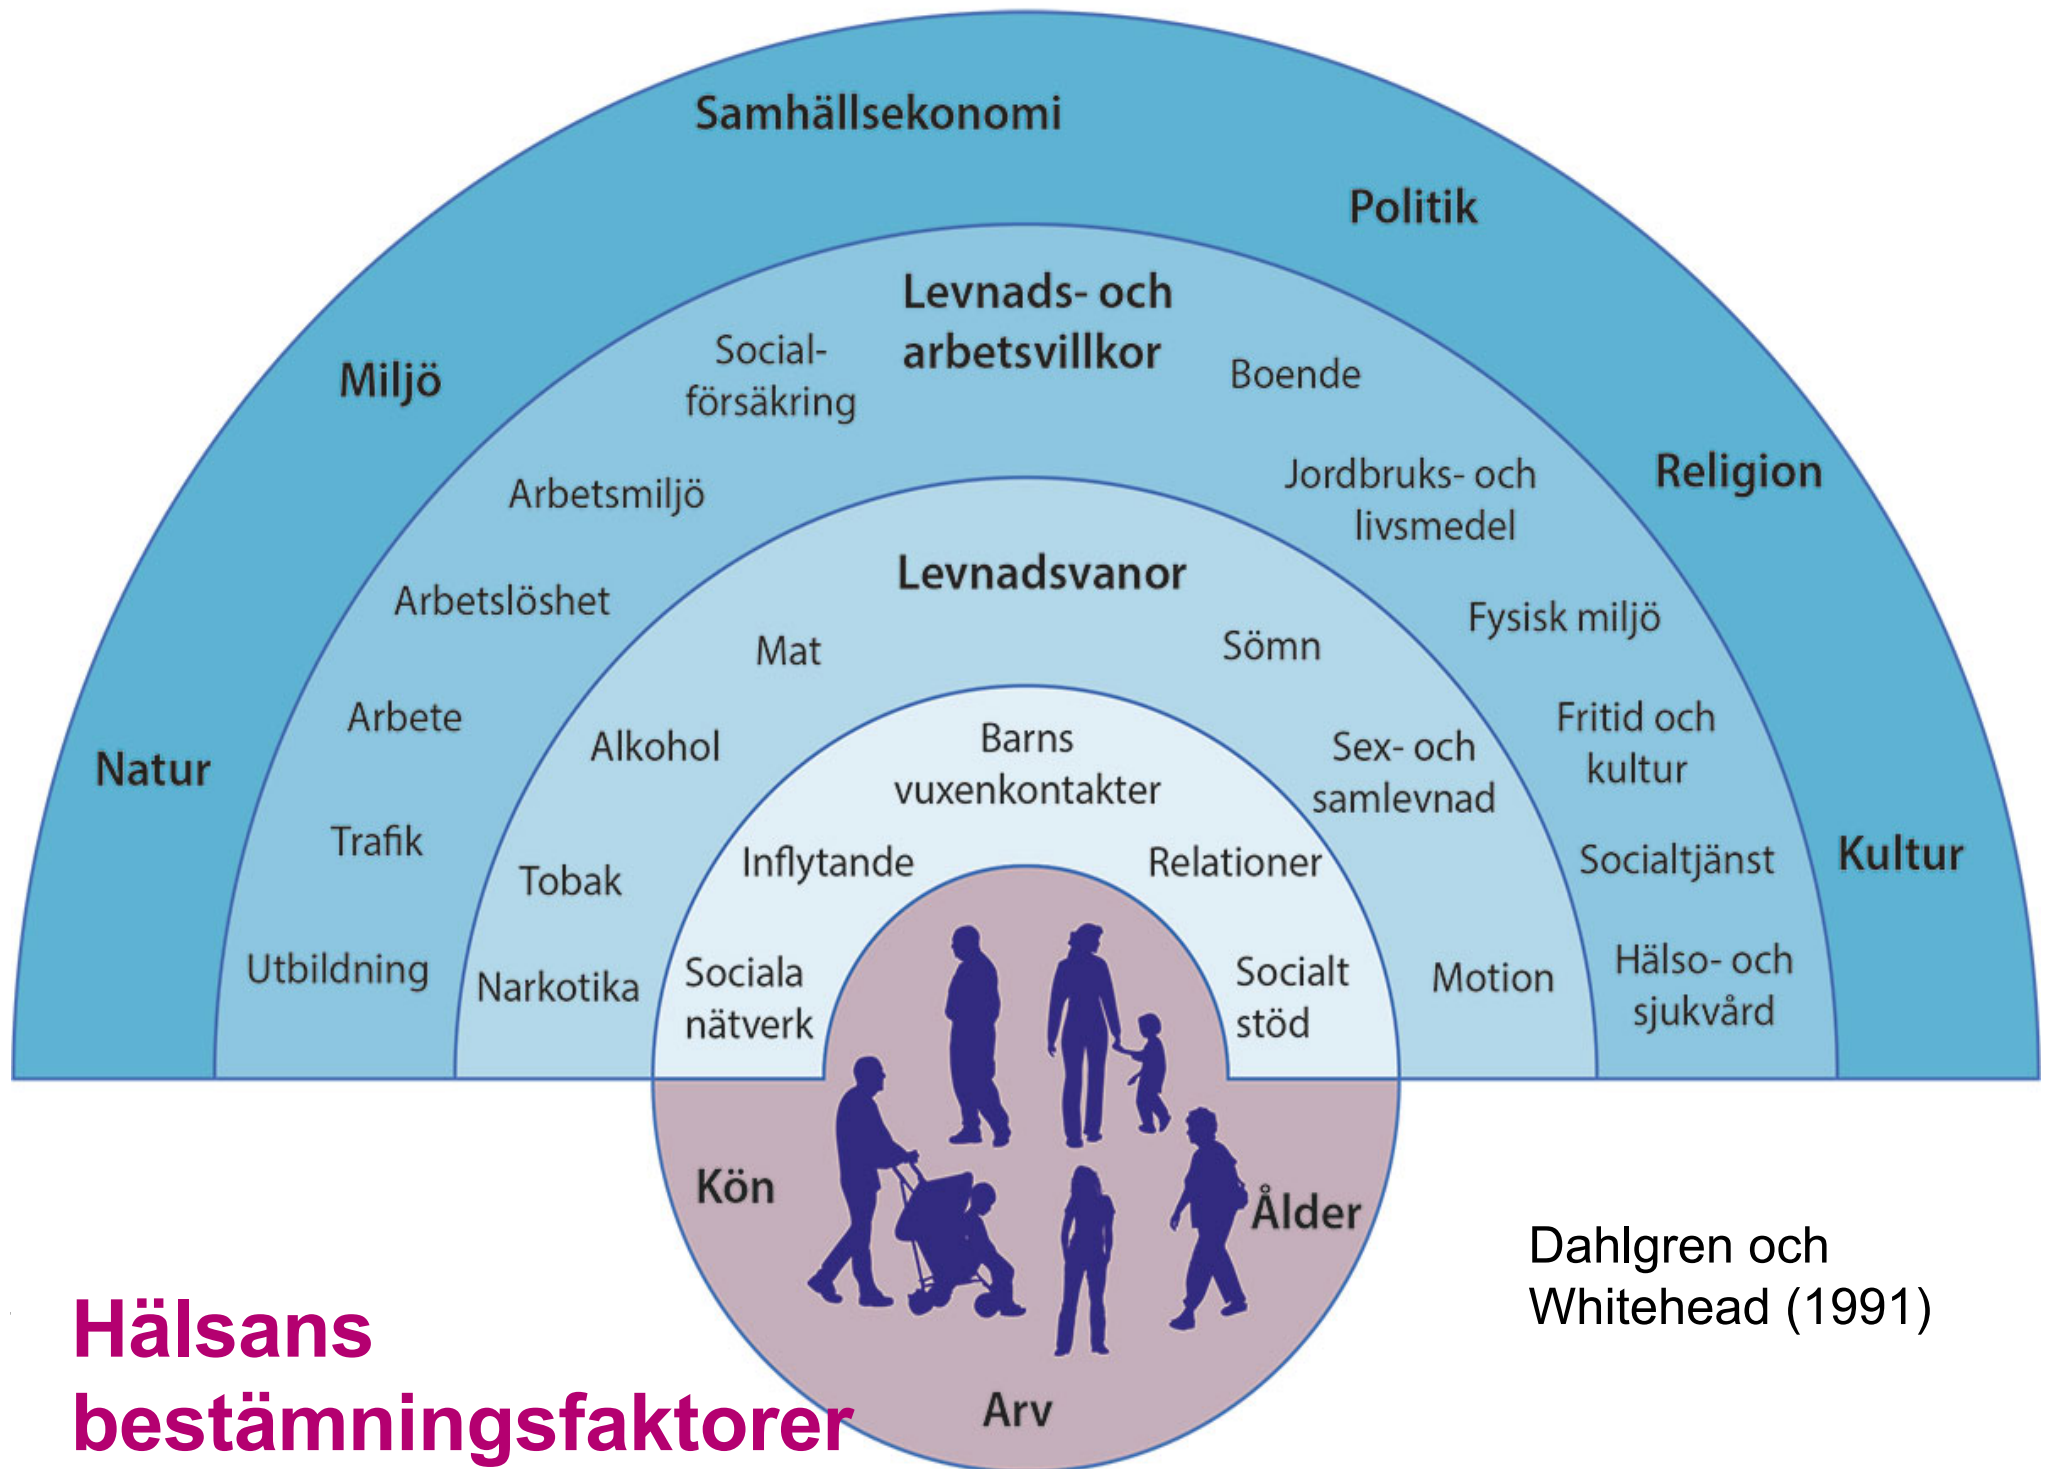 Samhällsekonomi
Politik
Miljö
Religion
Natur
Kultur
Levnads- och
arbetsvillkor
Social-
försäkring
Boende
Arbetsmiljö
Jordbruks- och
livsmedel
Arbetslöshet
Fysisk miljö
Arbete
Fritid och
kultur
Trafik
Socialtjänst
Utbildning
Hälso- och
sjukvård
Levnadsvanor
Mat
Sömn
Alkohol
Sex- och
samlevnad
Tobak
Narkotika
Motion
Barns
vuxenkontakter
Inflytande
Relationer
Sociala
nätverk
Socialt
stöd
Kön
Ålder
Arv
Dahlgren och
Whitehead (1991)
Hälsans
bestämningsfaktorer